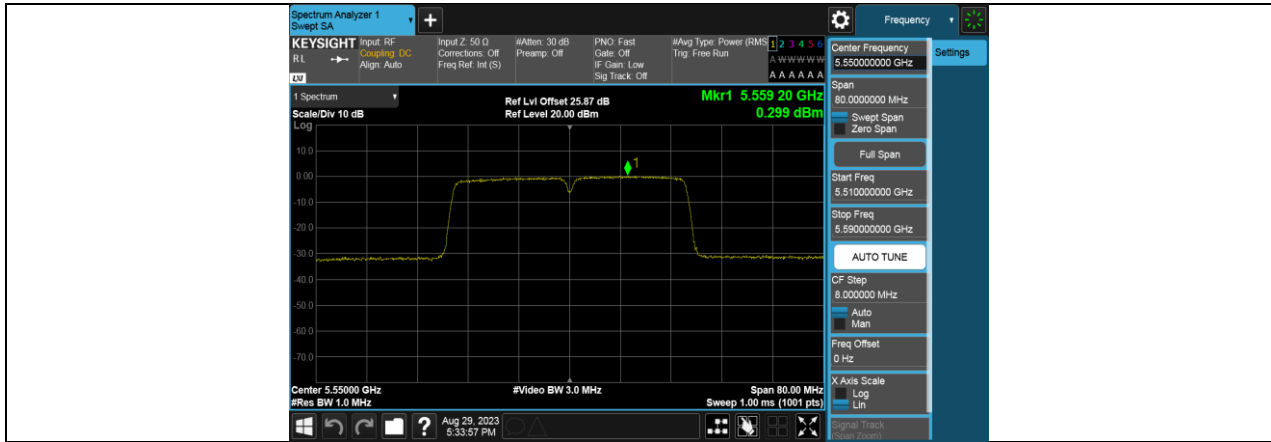 Spectrum Analyzer 1
Swept SA
+
Frequency
KEYSIGHT
RL
LXI
Input: RF
Coupling: DC
Align: Auto
Input Z: 50 Ω
Corrections: Off
Freq Ref: Int (S)
#Atten: 30 dB
Preamp: Off
PNO: Fast
Gate: Off
IF Gain: Low
Sig Track: Off
#Avg Type: Power (RMS
Trig: Free Run
1 2 3 4 5 6
A W W W W W
A A A A A A
1 Spectrum
Scale/Div 10 dB
Log
Ref Lvl Offset 25.87 dB
Ref Level 20.00 dBm
Mkr1 5.559 20 GHz
0.299 dBm
1
10.0
0.00
-10.0
-20.0
-30.0
-40.0
-50.0
-60.0
-70.0
Center 5.55000 GHz
#Res BW 1.0 MHz
#Video BW 3.0 MHz
Span 80.00 MHz
Sweep 1.00 ms (1001 pts)
?
Aug 29, 2023
5:33:57 PM
Center Frequency
5.550000000 GHz
Settings
Span
80.0000000 MHz
Swept Span
Zero Span
Full Span
Start Freq
5.510000000 GHz
Stop Freq
5.590000000 GHz
AUTO TUNE
CF Step
8.000000 MHz
Auto
Man
Freq Offset
0 Hz
X Axis Scale
Log
Lin
Signal Track
(Span Zoom)